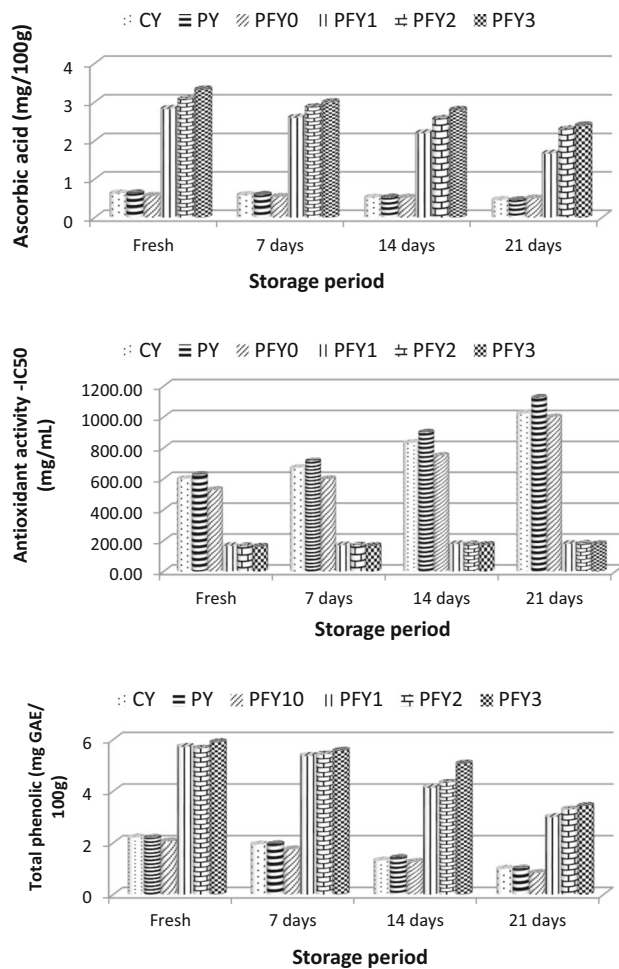 CY PY PFY0 PFY1 PFY2 PFY3
Ascorbic acid (mg/100g)
4
3
2
1
0
Fresh 7 days 14 days 21 days
Storage period
CY PY PFY0 PFY1 PFY2 PFY3
Antioxidant activity -IC50
(mg/mL)
1200.00
1000.00
800.00
600.00
400.00
200.00
0.00
Fresh 7 days 14 days 21 days
Storage period
CY PY PFY10 PFY1 PFY2 PFY3
Total phenolic (mg GAE/
100g)
6
4
2
0
Fresh 7 days 14 days 21 days
Storage period